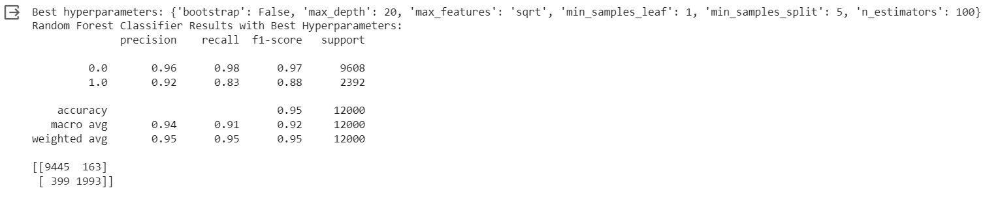 Best hyperparameters: {'bootstrap': False, 'max_depth': 20, 'max_features': 'sqrt', 'min_samples_leaf': 1, 'min_samples_split': 5, 'n_estimators': 100}
Random Forest Classifier Results with Best Hyperparameters:
precision recall f1-score support
0.0 0.96 0.98 0.97 9608
1.0 0.92 0.83 0.88 2392
accuracy 0.95 12000
macro avg 0.94 0.91 0.92 12000
weighted avg 0.95 0.95 0.95 12000
[[9445 163]
[ 399 1993]]